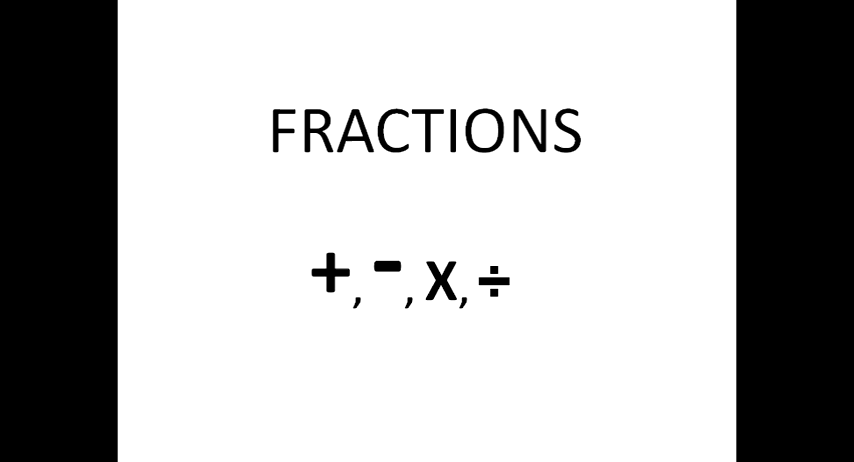 FRACTIONS
+, -, x, ÷